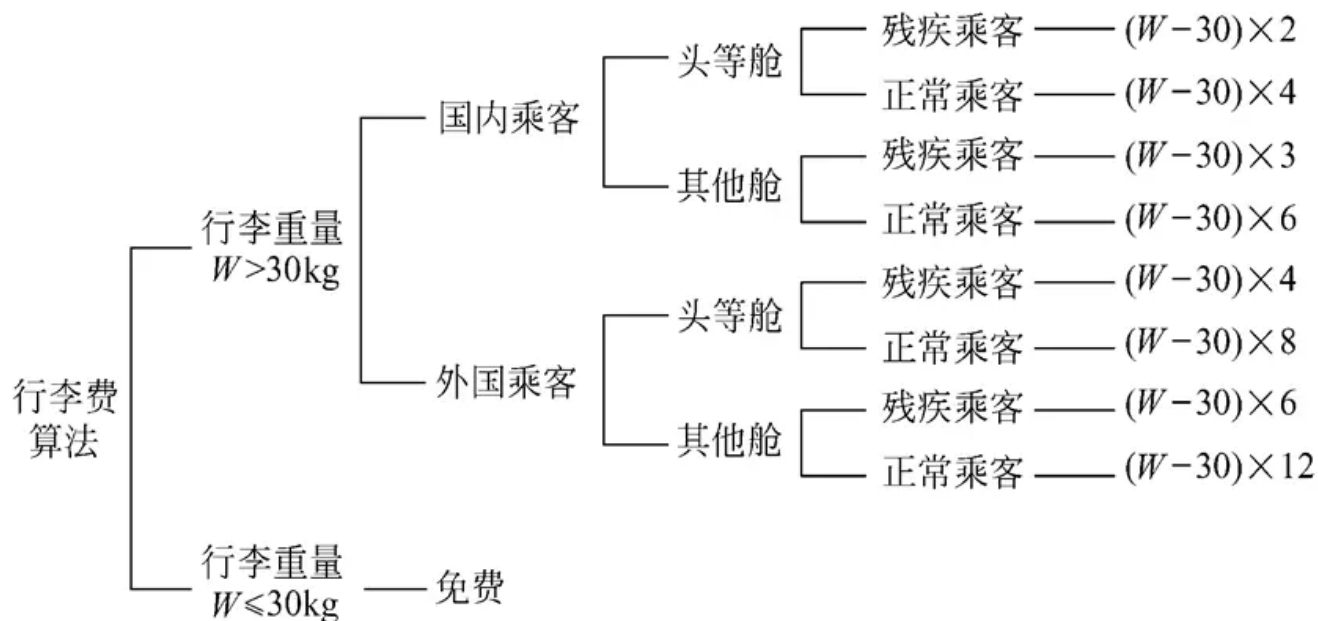 行李费
算法
行李重量
W>30kg
国内乘客
头等舱
残疾乘客
(W−30)×2
正常乘客
(W−30)×4
其他舱
残疾乘客
(W−30)×3
正常乘客
(W−30)×6
外国乘客
头等舱
残疾乘客
(W−30)×4
正常乘客
(W−30)×8
其他舱
残疾乘客
(W−30)×6
正常乘客
(W−30)×12
行李重量
W≤30kg
免费